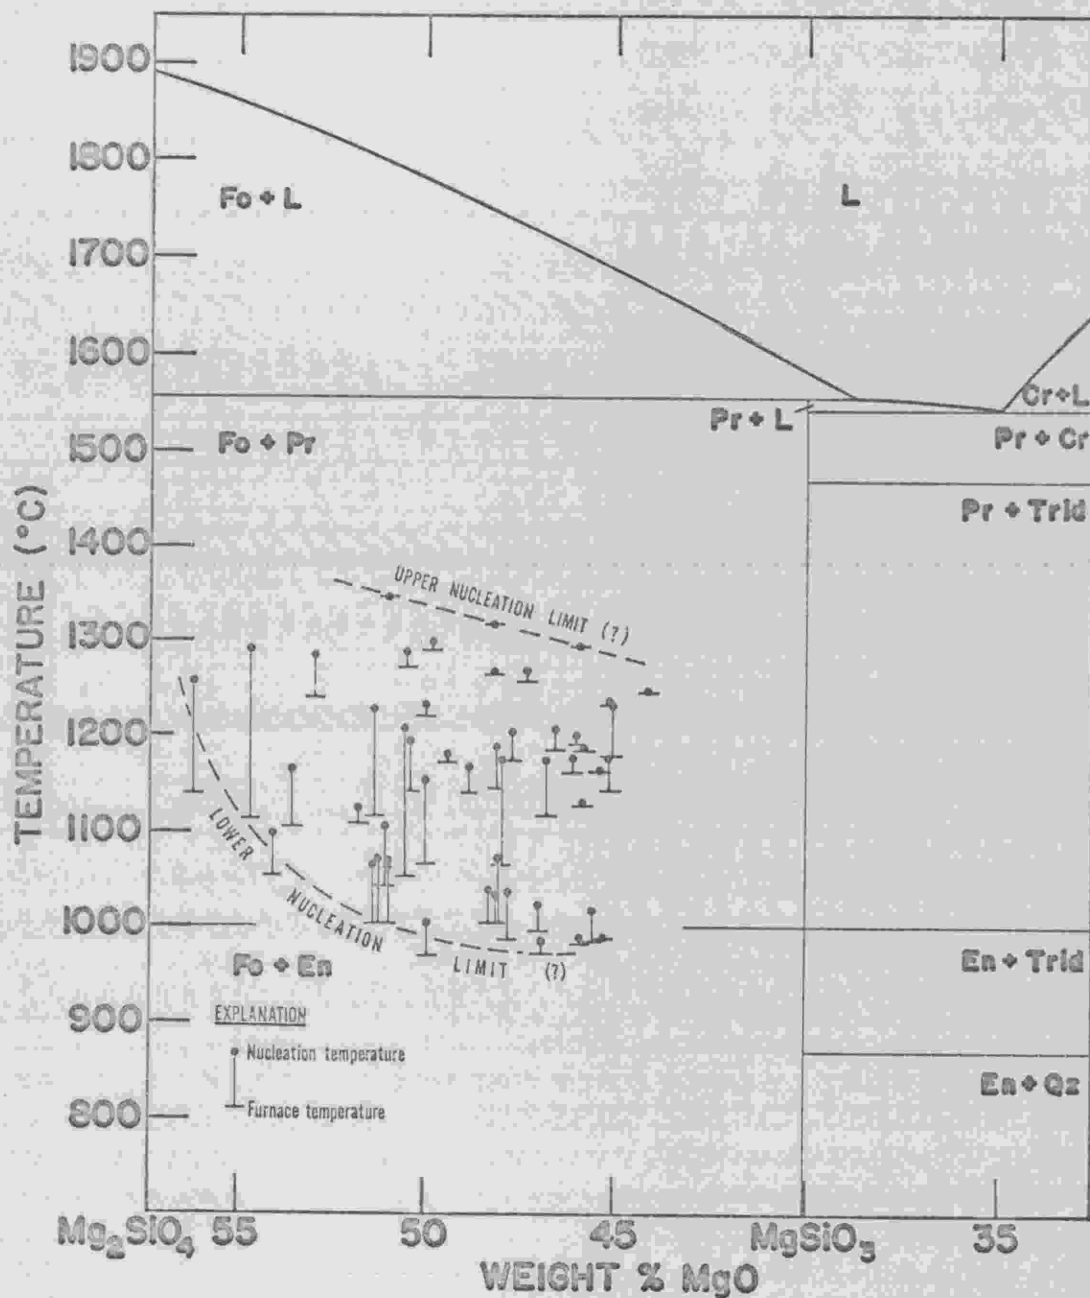 1900
1800
Fo + L
L
1700
1600
Cr+L
Pr + L
Pr + Cr
1500
Fo + Pr
Pr + Trid
1400
UPPER NUCLEATION LIMIT (?)
1300
1200
1100
LOWER NUCLEATION LIMIT (?)
1000
Fo + En
En + Trid
EXPLANATION
900
Nucleation temperature
En + Qz
Furnace temperature
800
TEMPERATURE (°C)
Mg₂SiO₄ 55 50 45 MgSiO₃ 35
WEIGHT % MgO